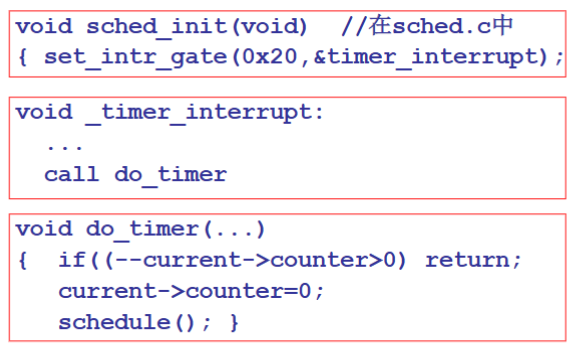 void sched_init(void)  //在sched.c中
{ set_intr_gate(0x20,&timer_interrupt);
void _timer_interrupt:
...
call do_timer
void do_timer(...)
{  if((--current->counter>0) return;
current->counter=0;
schedule(); }